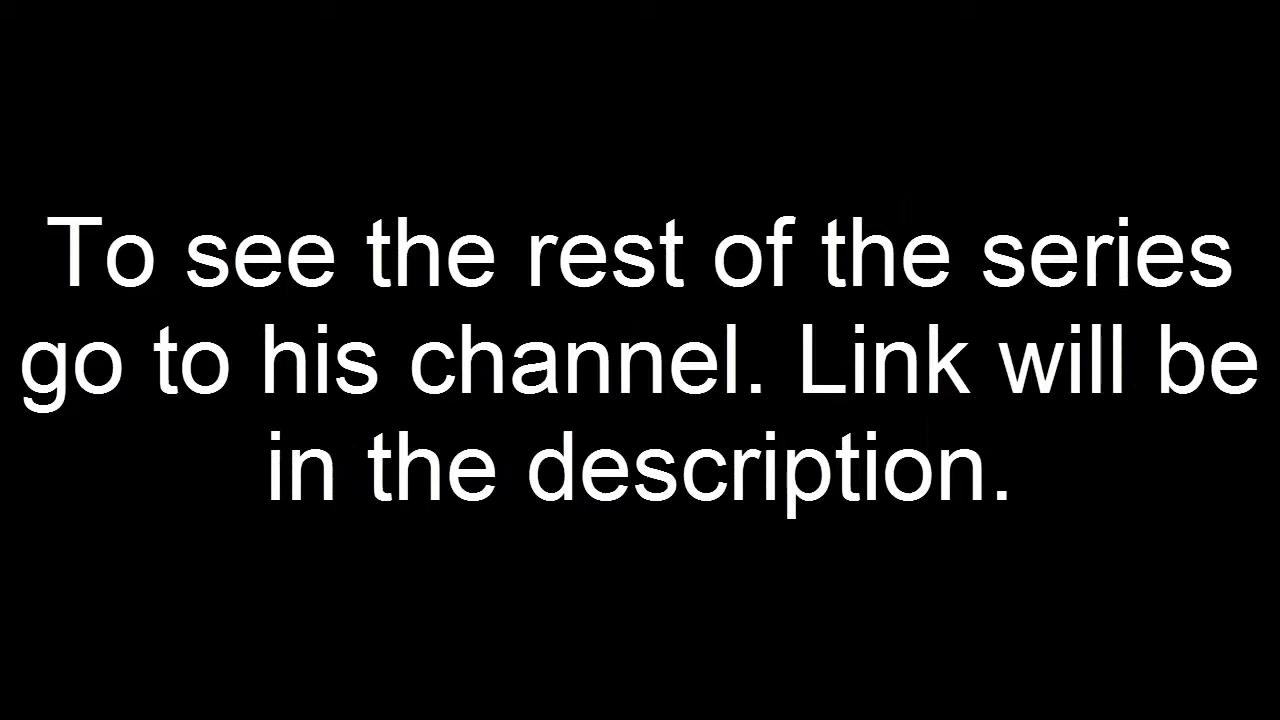 To see the rest of the series
go to his channel. Link will be
in the description.